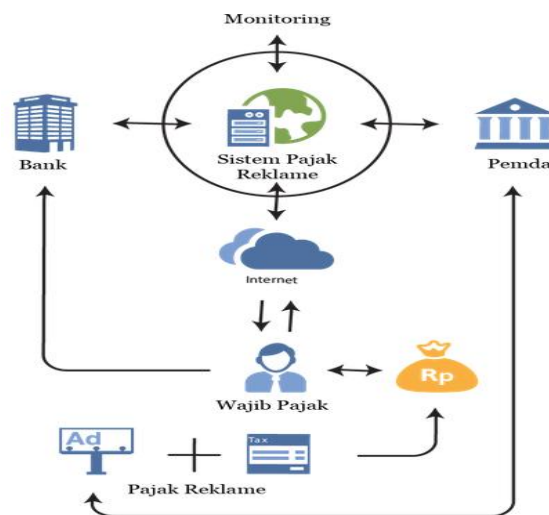 Monitoring
Bank
Sistem Pajak
Reklame
Pemda
Internet
Wajib Pajak
Rp
Ad
Tax
Pajak Reklame